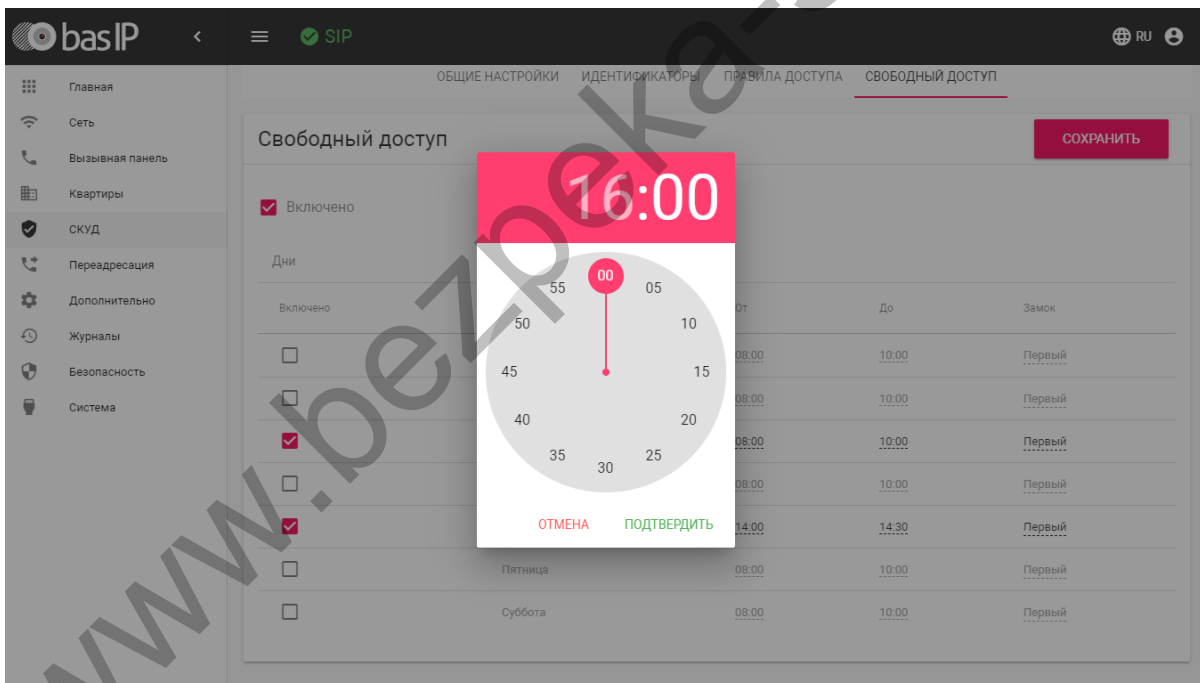 basIP < SIP RU
ОБЩИЕ НАСТРОЙКИ ИДЕНТИФИКАТОРЫ ПРАВИЛА ДОСТУПА СВОБОДНЫЙ ДОСТУП
Главная
Сеть
Вызывная панель
Квартиры
СКУД
Переадресация
Дополнительно
Журналы
Безопасность
Система
Свободный доступ
СОХРАНИТЬ
Включено
Дни
Включено От До Замок
08:00 10:00 Первый
08:00 10:00 Первый
08:00 10:00 Первый
08:00 10:00 Первый
14:00 14:30 Первый
Пятница 08:00 10:00 Первый
Суббота 08:00 10:00 Первый
16:00
00
55 05
50 10
45 15
40 20
35 25
30
ОТМЕНА ПОДТВЕРДИТЬ